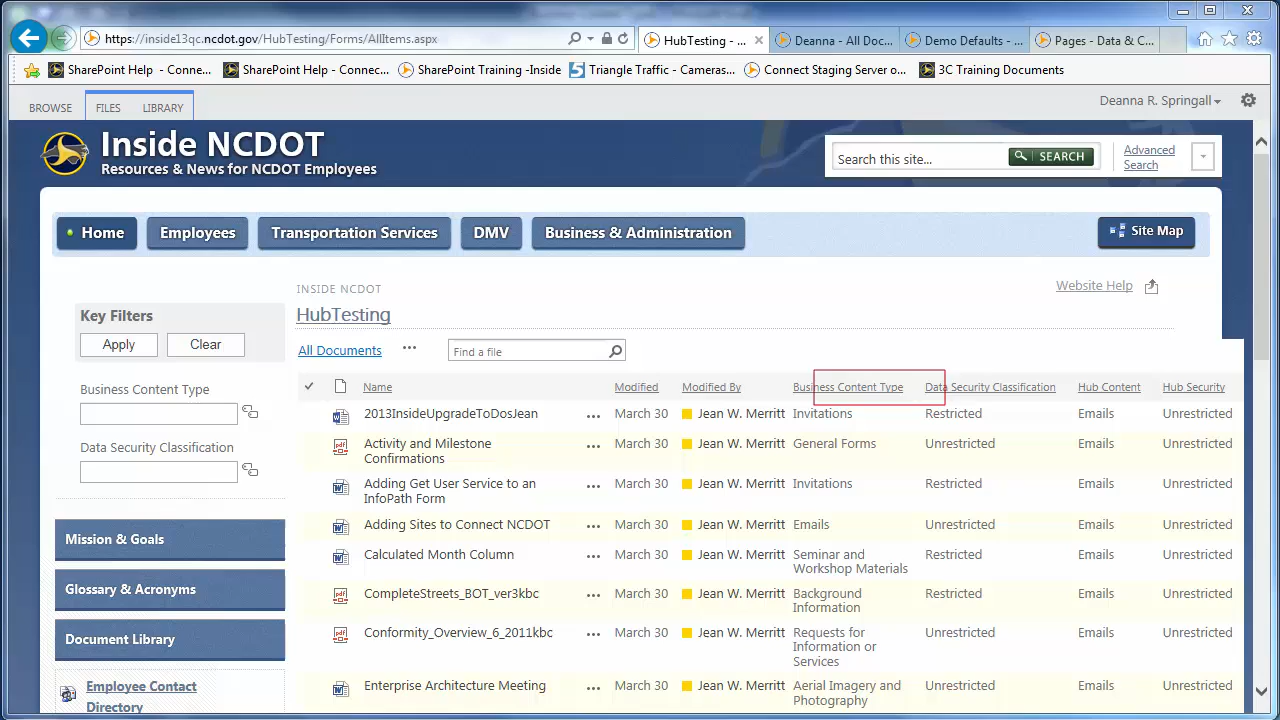 https://inside13qc.ncdot.gov/HubTesting/Forms/AllItems.aspx
HubTesting - ...
Deanna - All Doc...
Demo Defaults - ...
Pages - Data & C...
SharePoint Help - Conne...
SharePoint Help - Connec...
SharePoint Training -Inside
Triangle Traffic - Camera...
Connect Staging Server o...
3C Training Documents
BROWSE
FILES
LIBRARY
Deanna R. Springall
Inside NCDOT
Resources & News for NCDOT Employees
Search this site...
SEARCH
Advanced
Search
Home
Employees
Transportation Services
DMV
Business & Administration
Site Map
INSIDE NCDOT
Website Help
Key Filters
HubTesting
Apply
Clear
All Documents
...
Find a file
Business Content Type
Data Security Classification
Name Modified Modified By Business Content Type Data Security Classification Hub Content Hub Security
2013InsideUpgradeToDosJean ... March 30 Jean W. Merritt Invitations Restricted Emails Unrestricted
Activity and Milestone ... March 30 Jean W. Merritt General Forms Unrestricted Emails Unrestricted
Confirmations
Adding Get User Service to an ... March 30 Jean W. Merritt Invitations Restricted Emails Unrestricted
InfoPath Form
Adding Sites to Connect NCDOT ... March 30 Jean W. Merritt Emails Unrestricted Emails Unrestricted
Calculated Month Column ... March 30 Jean W. Merritt Seminar and Restricted Emails Unrestricted
Workshop Materials
CompleteStreets_BOT_ver3kbc ... March 30 Jean W. Merritt Background Restricted Emails Unrestricted
Information
Conformity_Overview_6_2011kbc ... March 30 Jean W. Merritt Requests for Unrestricted Emails Unrestricted
Information or
Services
Enterprise Architecture Meeting ... March 30 Jean W. Merritt Aerial Imagery and Unrestricted Emails Unrestricted
Photography
Mission & Goals
Glossary & Acronyms
Document Library
Employee Contact
Directory